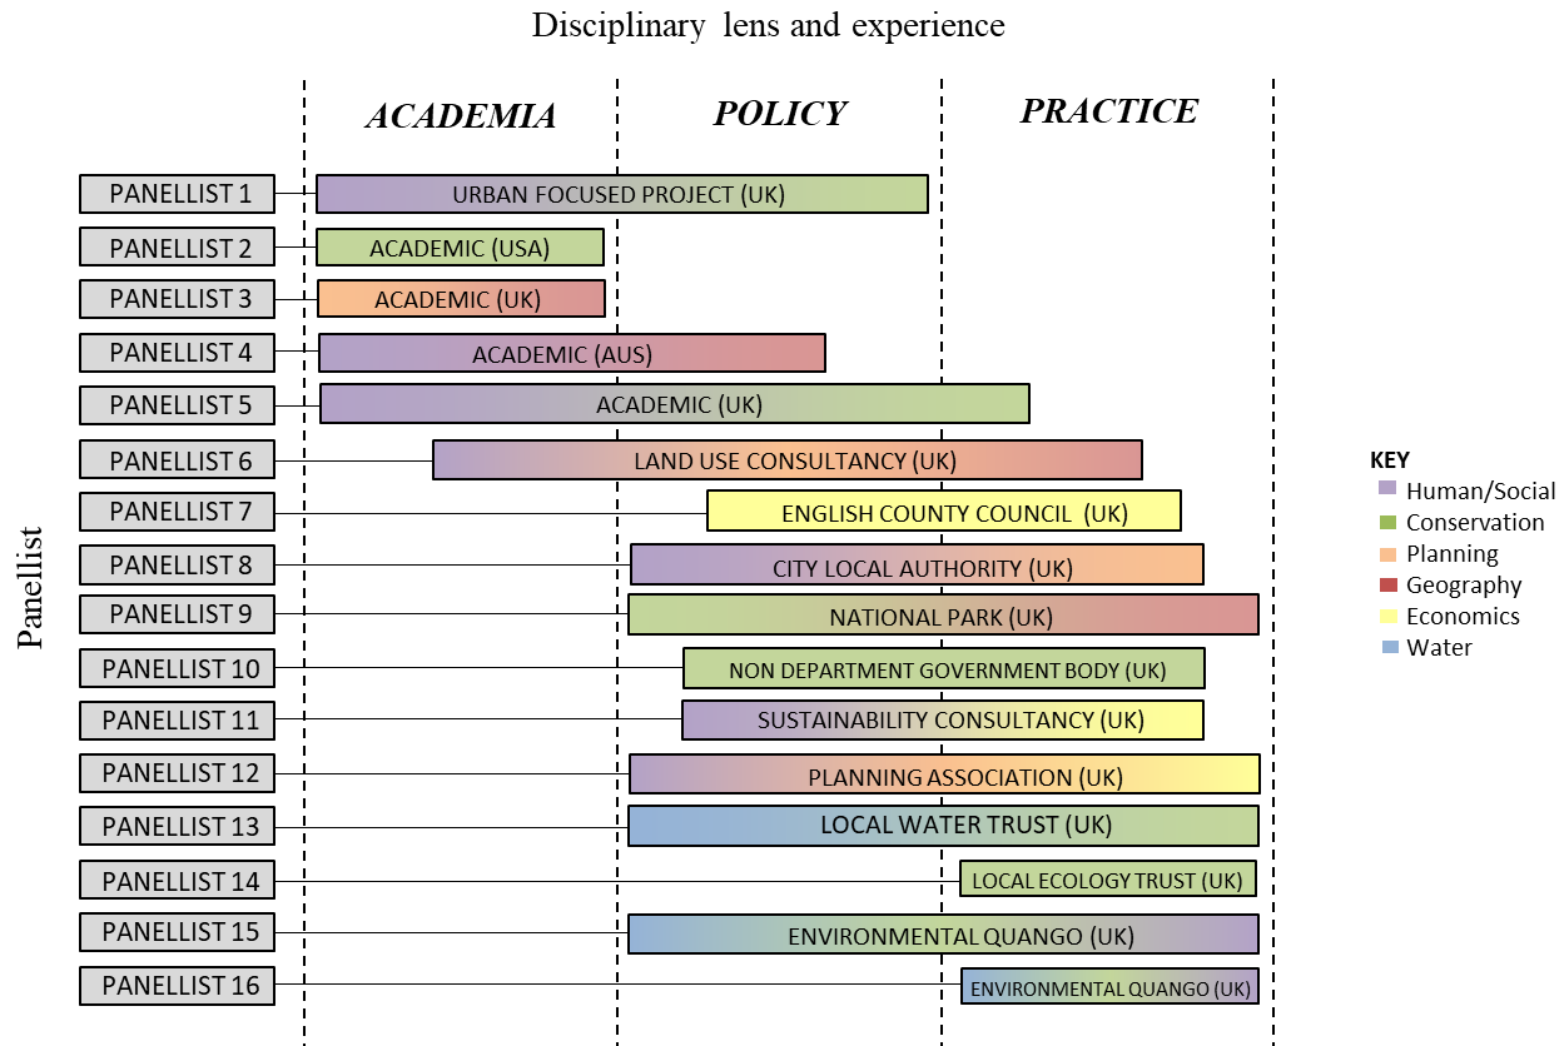 Disciplinary lens and experience
ACADEMIA POLICY PRACTICE
Panellist
PANELLIST 1 URBAN FOCUSED PROJECT (UK)
PANELLIST 2 ACADEMIC (USA)
PANELLIST 3 ACADEMIC (UK)
PANELLIST 4 ACADEMIC (AUS)
PANELLIST 5 ACADEMIC (UK)
PANELLIST 6 LAND USE CONSULTANCY (UK)
PANELLIST 7 ENGLISH COUNTY COUNCIL (UK)
PANELLIST 8 CITY LOCAL AUTHORITY (UK)
PANELLIST 9 NATIONAL PARK (UK)
PANELLIST 10 NON DEPARTMENT GOVERNMENT BODY (UK)
PANELLIST 11 SUSTAINABILITY CONSULTANCY (UK)
PANELLIST 12 PLANNING ASSOCIATION (UK)
PANELLIST 13 LOCAL WATER TRUST (UK)
PANELLIST 14 LOCAL ECOLOGY TRUST (UK)
PANELLIST 15 ENVIRONMENTAL QUANGO (UK)
PANELLIST 16 ENVIRONMENTAL QUANGO (UK)
KEY
Human/Social
Conservation
Planning
Geography
Economics
Water